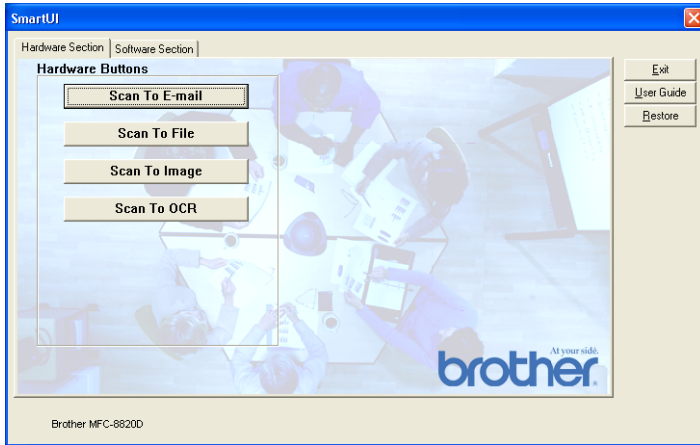 SmartUI
Hardware Section
Software Section
Hardware Buttons
Scan To E-mail
Scan To File
Scan To Image
Scan To OCR
Exit
User Guide
Restore
At your side.
brother
Brother MFC-8820D